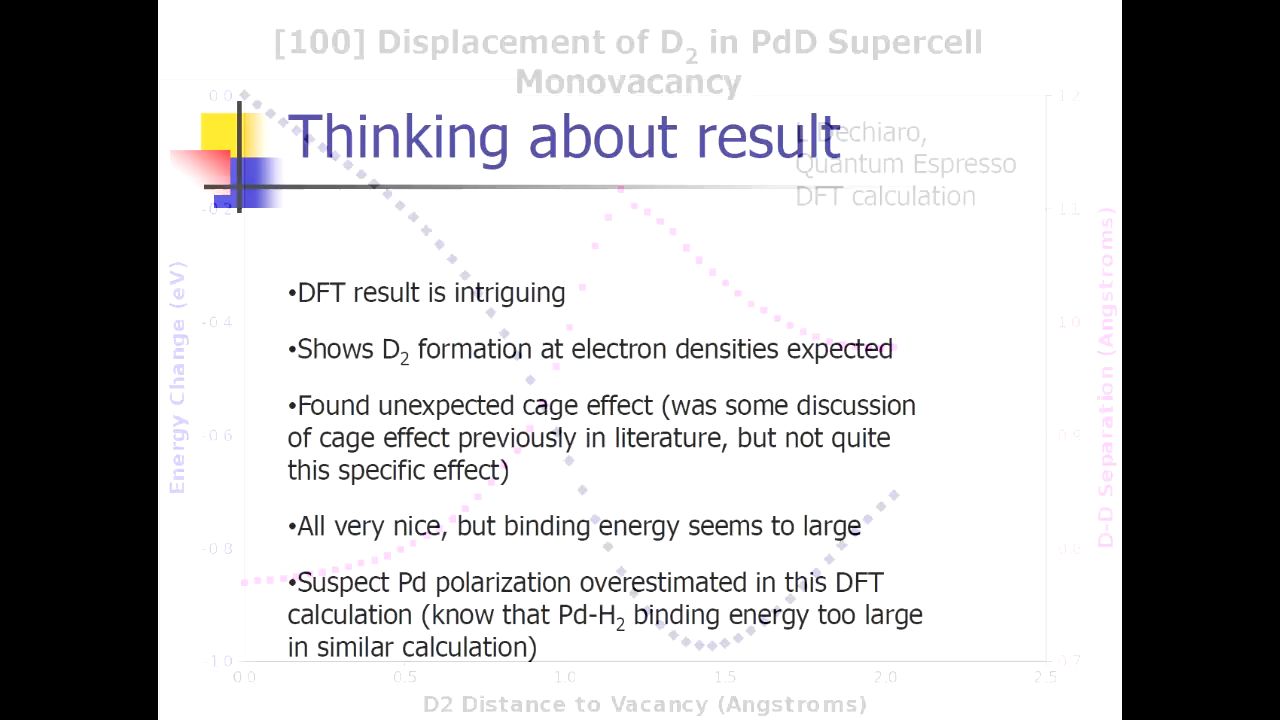 [100] Displacement of D2 in PdD Supercell
Monovacancy
Thinking about result
L Dechiaro,
Quantum Espresso
DFT calculation
•DFT result is intriguing
•Shows D2 formation at electron densities expected
•Found unexpected cage effect (was some discussion
of cage effect previously in literature, but not quite
this specific effect)
•All very nice, but binding energy seems to large
•Suspect Pd polarization overestimated in this DFT
calculation (know that Pd-H2 binding energy too large
in similar calculation)
Energy Change (eV)
0.0
-0.2
-0.4
-0.6
-0.8
-1.0
D-D Separation (Angstroms)
1.2
1.1
1.0
0.9
0.8
0.7
0.0 0.5 1.0 1.5 2.0 2.5
D2 Distance to Vacancy (Angstroms)